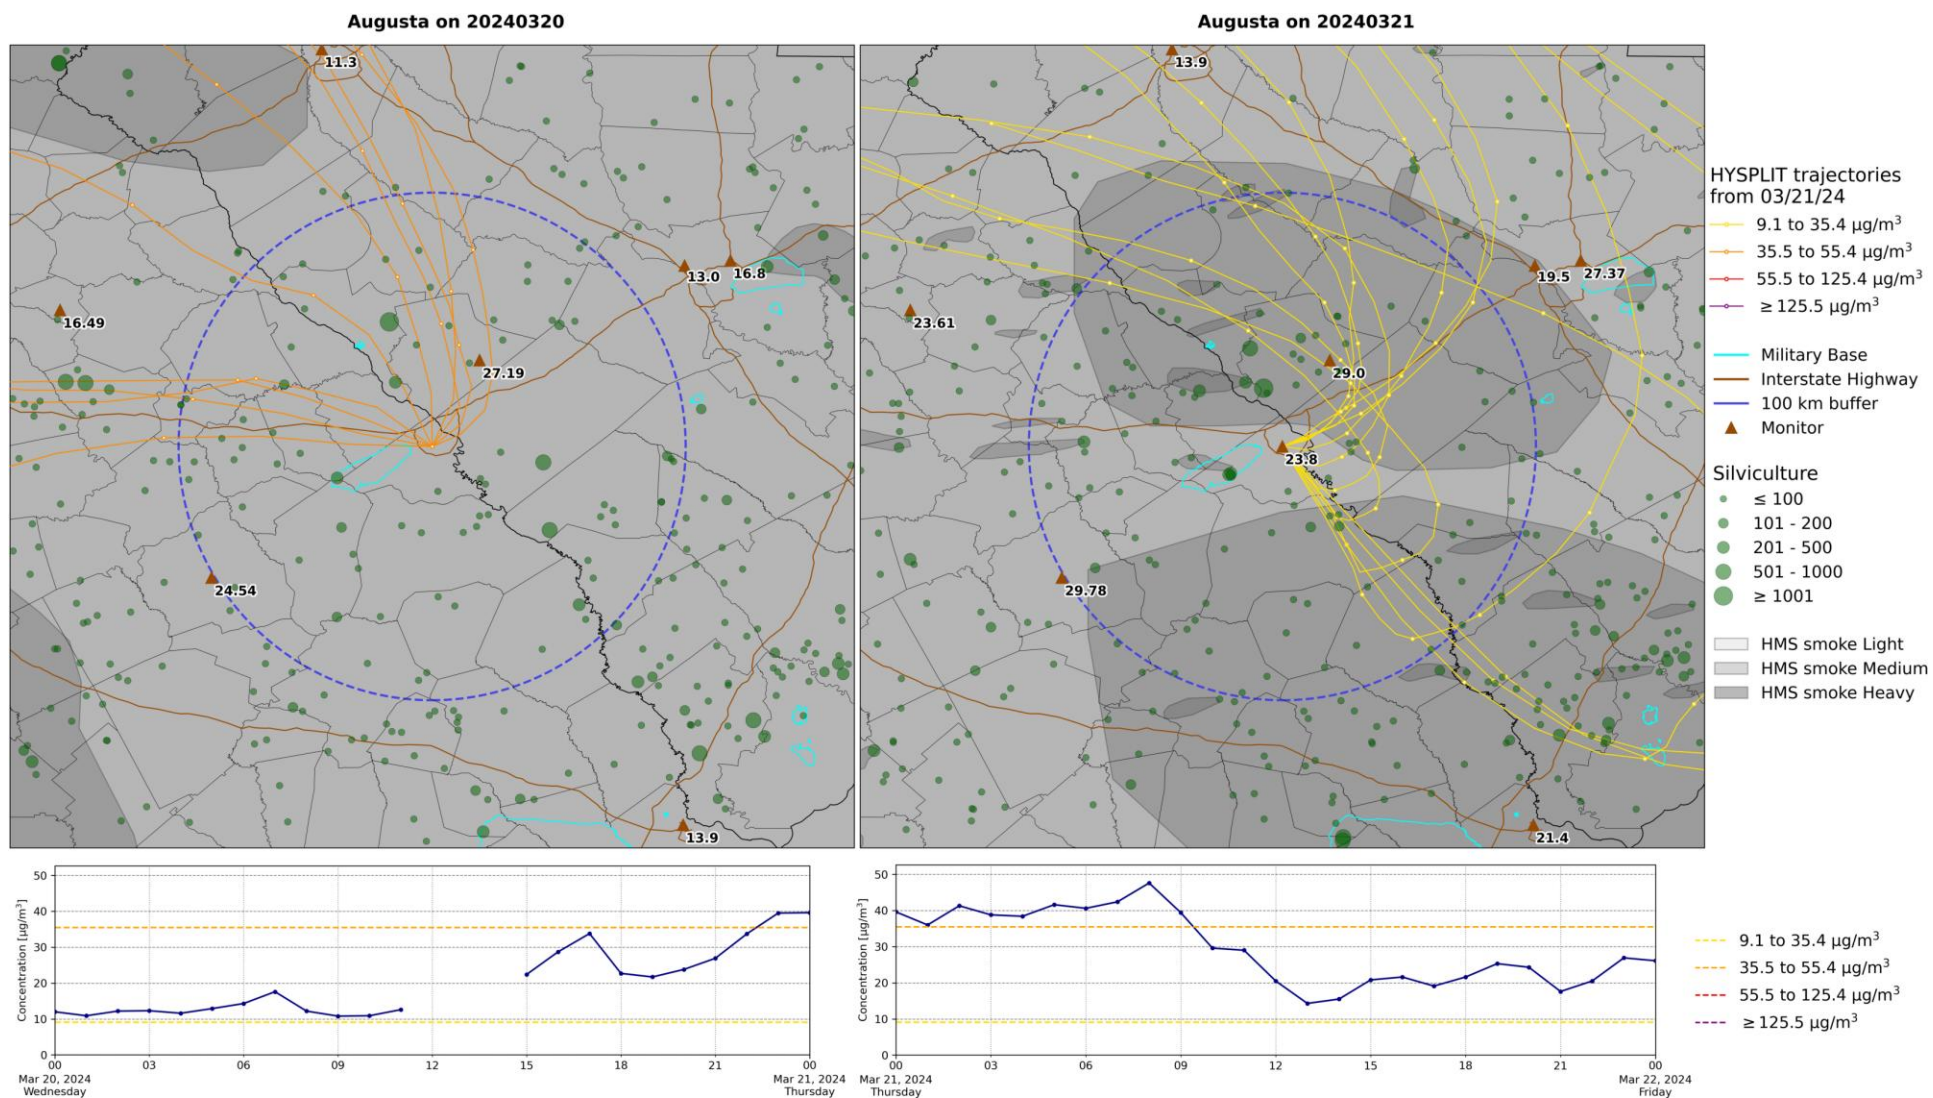 Augusta on 20240320
11.3
13.0
16.8
16.49
27.19
24.54
13.9
Augusta on 20240321
13.9
19.5
27.37
23.61
29.0
23.8
29.78
21.4
HYSPLIT trajectories
from 03/21/24
9.1 to 35.4 µg/m³
35.5 to 55.4 µg/m³
55.5 to 125.4 µg/m³
≥ 125.5 µg/m³
Military Base
Interstate Highway
100 km buffer
Monitor
Silviculture
≤ 100
101 - 200
201 - 500
501 - 1000
≥ 1001
HMS smoke Light
HMS smoke Medium
HMS smoke Heavy
Concentration [µg/m³]
50
40
30
20
10
0
00 03 06 09 12 15 18 21 00
Mar 20, 2024 Mar 21, 2024
Wednesday Thursday
Concentration [µg/m³]
50
40
30
20
10
0
00 03 06 09 12 15 18 21 00
Mar 21, 2024 Mar 22, 2024
Thursday Friday
9.1 to 35.4 µg/m³
35.5 to 55.4 µg/m³
55.5 to 125.4 µg/m³
≥ 125.5 µg/m³